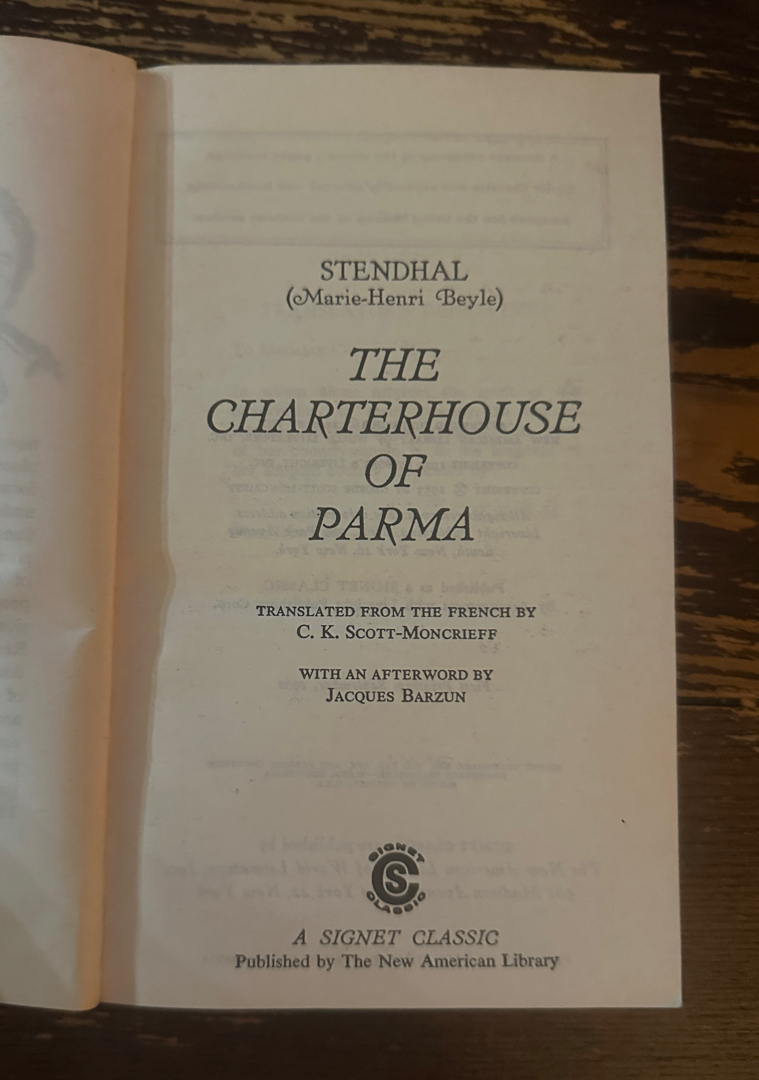 STENDHAL
(Marie-Henri Beyle)
THE
CHARTERHOUSE
OF
PARMA
TRANSLATED FROM THE FRENCH BY
C. K. SCOTT-MONCRIEFF
WITH AN AFTERWORD BY
JACQUES BARZUN
SIGNET
CLASSIC
A SIGNET CLASSIC
Published by The New American Library